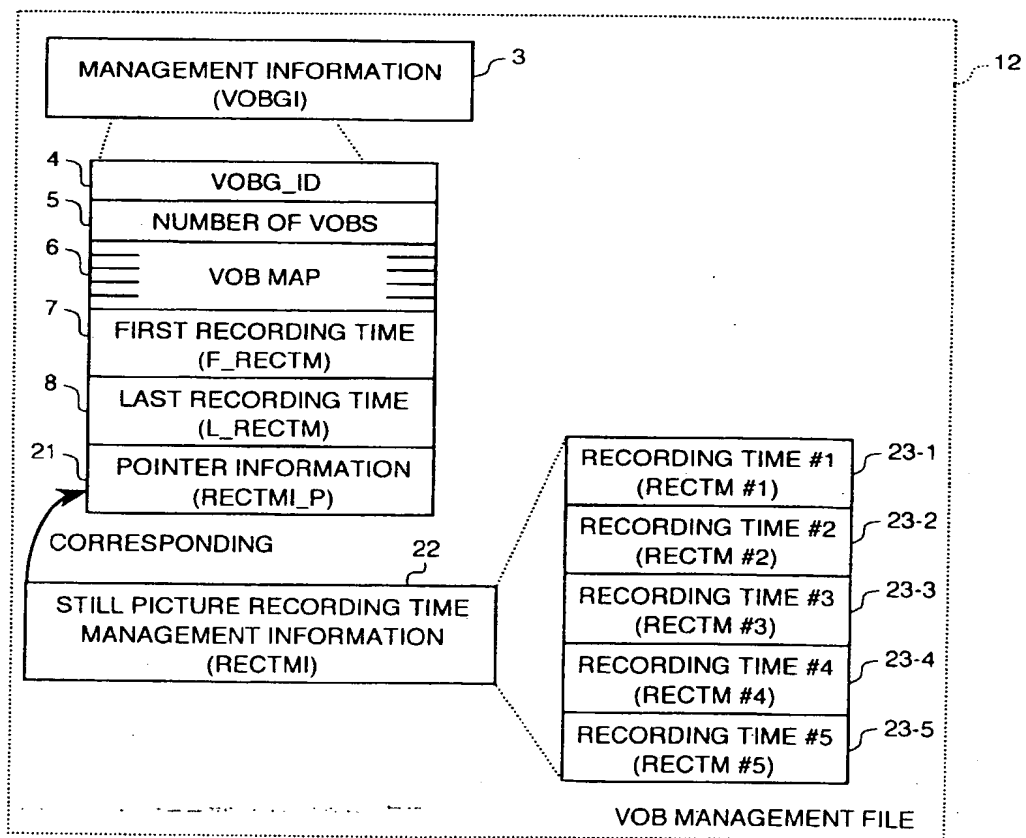 MANAGEMENT INFORMATION
(VOBGI)
3
12
4
VOBG_ID
5
NUMBER OF VOBS
6
VOB MAP
7
FIRST RECORDING TIME
(F_RECTM)
8
LAST RECORDING TIME
(L_RECTM)
21
POINTER INFORMATION
(RECTMI_P)
CORRESPONDING
22
STILL PICTURE RECORDING TIME
MANAGEMENT INFORMATION
(RECTMI)
RECORDING TIME #1
(RECTM #1)
23-1
RECORDING TIME #2
(RECTM #2)
23-2
RECORDING TIME #3
(RECTM #3)
23-3
RECORDING TIME #4
(RECTM #4)
23-4
RECORDING TIME #5
(RECTM #5)
23-5
VOB MANAGEMENT FILE